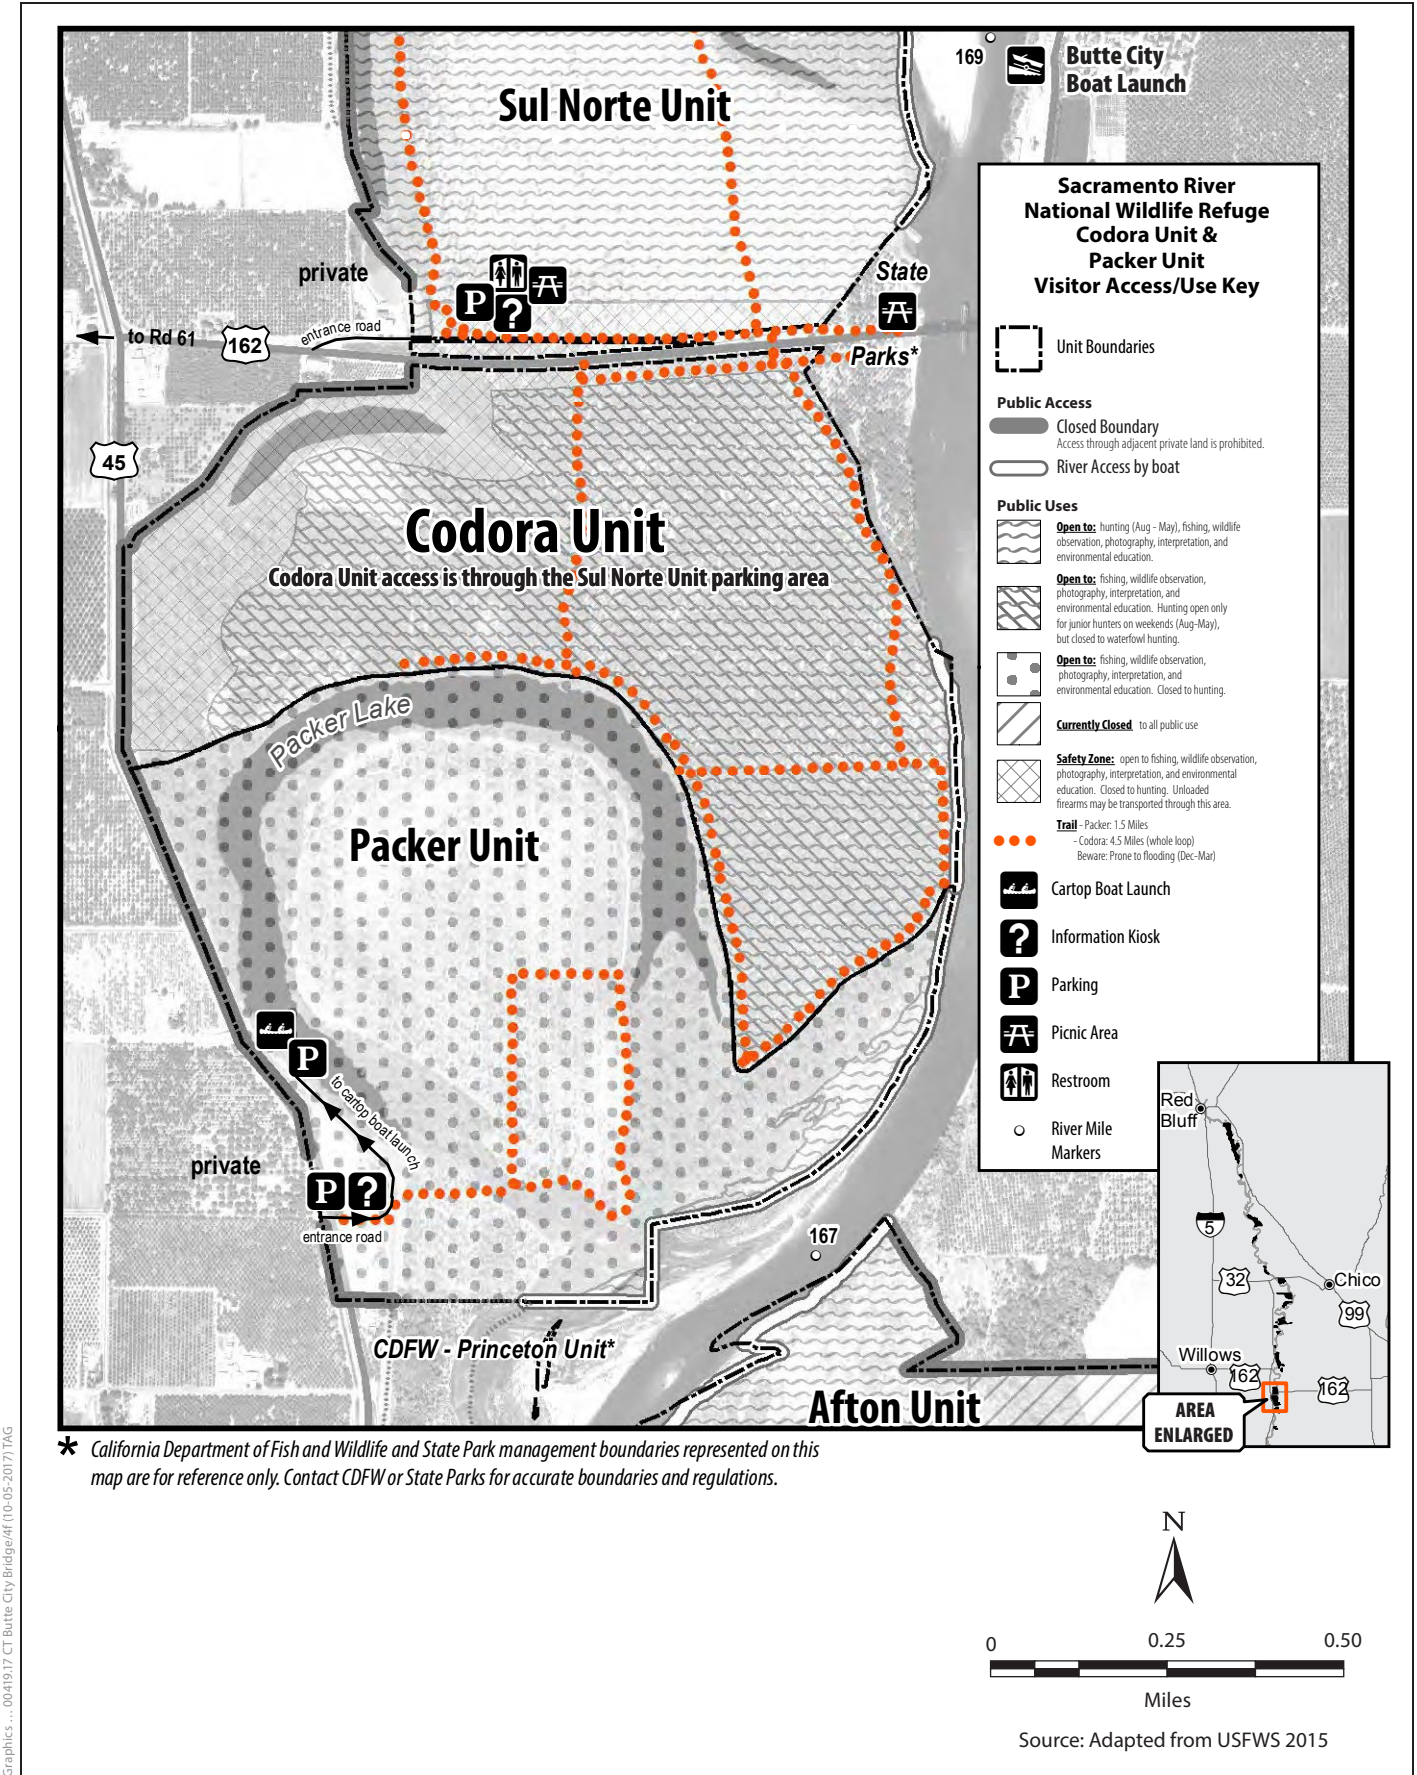 169
Butte City
Boat Launch
Sul Norte Unit
private
P
?
State
to Rd 61
162
entrance road
Parks*
45
Codora Unit
Codora Unit access is through the Sul Norte Unit parking area
Packer Lake
Packer Unit
P
to cartop boat launch
private
P
?
entrance road
167
CDFW - Princeton Unit*
Afton Unit
Sacramento River
National Wildlife Refuge
Codora Unit &
Packer Unit
Visitor Access/Use Key
Unit Boundaries
Public Access
Closed Boundary
Access through adjacent private land is prohibited.
River Access by boat
Public Uses
Open to: hunting (Aug - May), fishing, wildlife
observation, photography, interpretation, and
environmental education.
Open to: fishing, wildlife observation,
photography, interpretation, and
environmental education. Hunting open only
for junior hunters on weekends (Aug-May),
but closed to waterfowl hunting.
Open to: fishing, wildlife observation,
photography, interpretation, and
environmental education. Closed to hunting.
Currently Closed to all public use
Safety Zone: open to fishing, wildlife observation,
photography, interpretation, and environmental
education. Closed to hunting. Unloaded
firearms may be transported through this area.
Trail - Packer: 1.5 Miles
- Codora: 4.5 Miles (whole loop)
Beware: Prone to flooding (Dec-Mar)
Cartop Boat Launch
?
Information Kiosk
P
Parking
Picnic Area
Restroom
River Mile
Markers
Red
Bluff
5
32
Chico
99
Willows
162
162
AREA
ENLARGED
* California Department of Fish and Wildlife and State Park management boundaries represented on this
map are for reference only. Contact CDFW or State Parks for accurate boundaries and regulations.
N
0 0.25 0.50
Miles
Source: Adapted from USFWS 2015
Graphics … 00419.17 CT Butte City Bridge/4f (10-05-2017) TAG